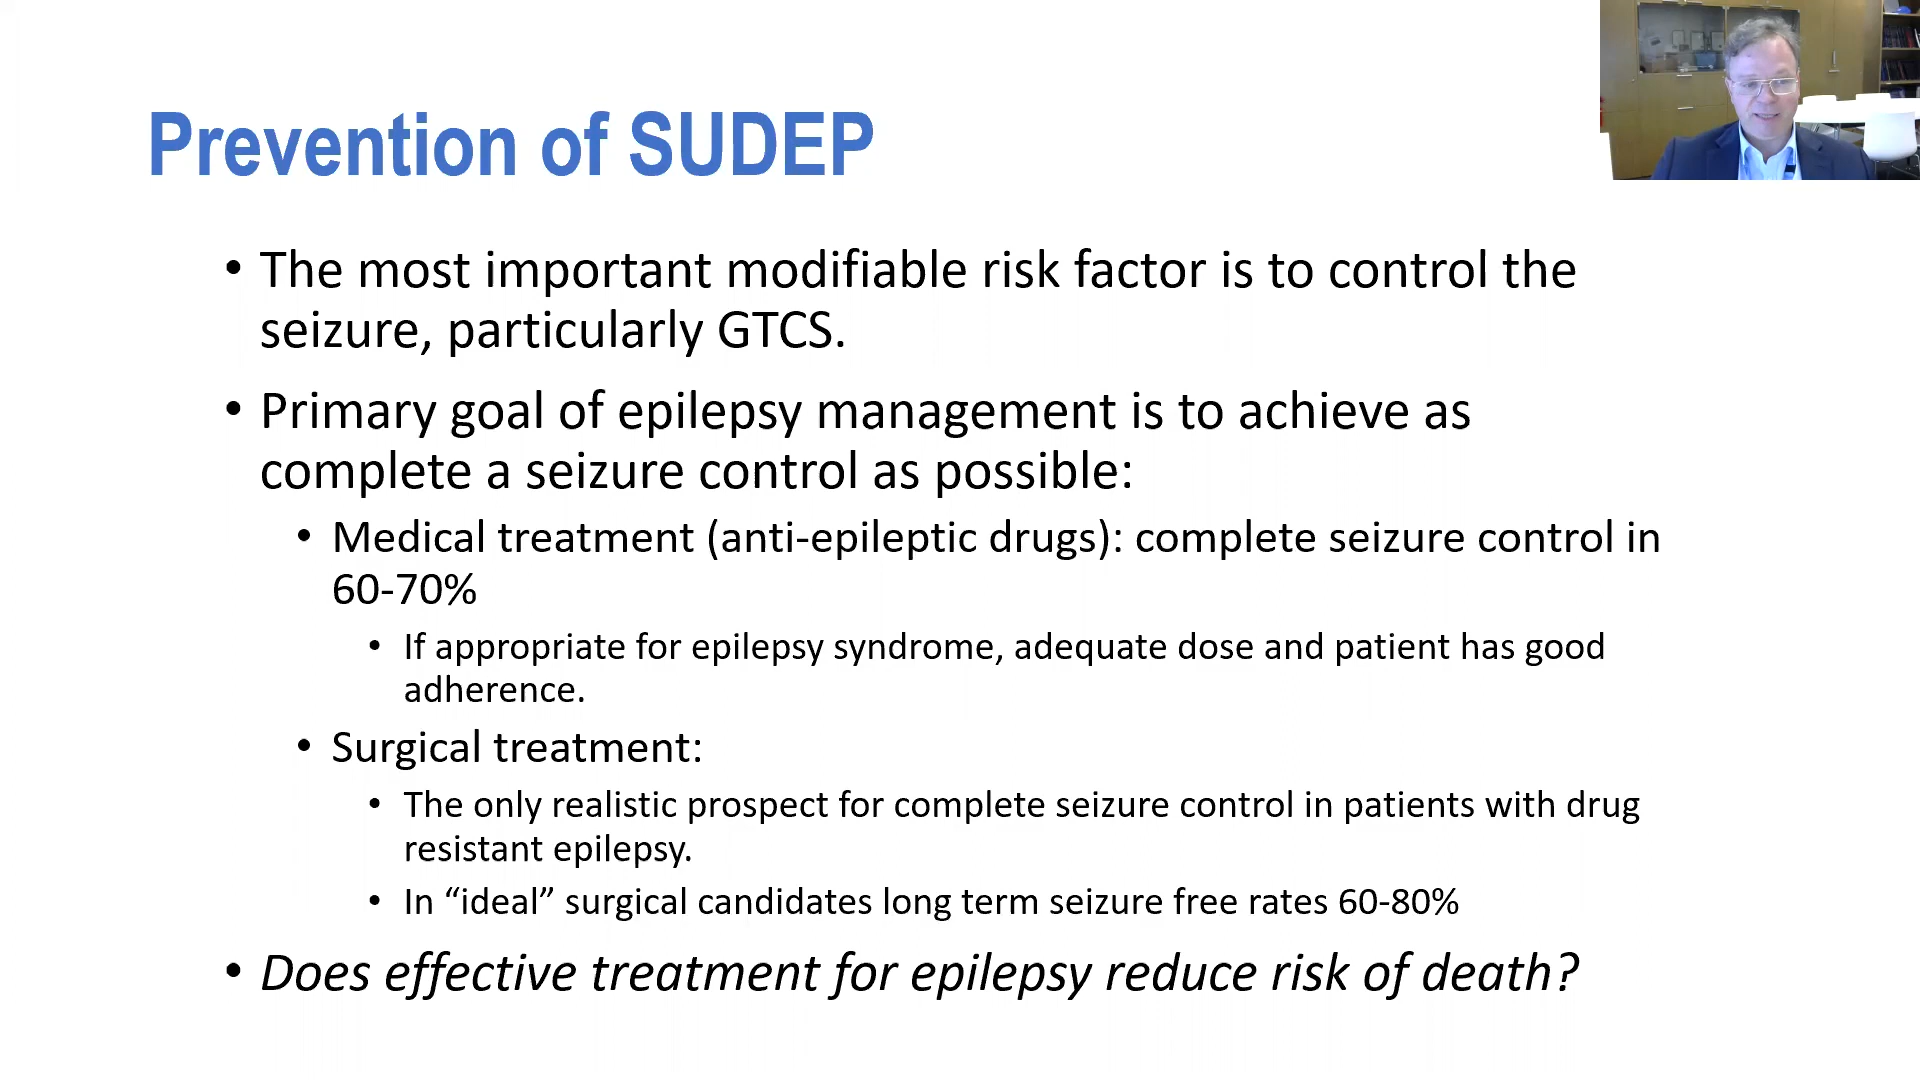 Prevention of SUDEP
• The most important modifiable risk factor is to control the
seizure, particularly GTCS.
• Primary goal of epilepsy management is to achieve as
complete a seizure control as possible:
• Medical treatment (anti-epileptic drugs): complete seizure control in
60-70%
• If appropriate for epilepsy syndrome, adequate dose and patient has good
adherence.
• Surgical treatment:
• The only realistic prospect for complete seizure control in patients with drug
resistant epilepsy.
• In “ideal” surgical candidates long term seizure free rates 60-80%
• Does effective treatment for epilepsy reduce risk of death?